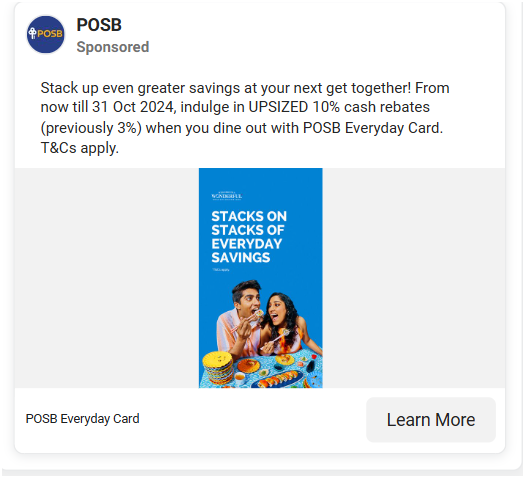 POSB
POSB
Sponsored
Stack up even greater savings at your next get together! From
now till 31 Oct 2024, indulge in UPSIZED 10% cash rebates
(previously 3%) when you dine out with POSB Everyday Card.
T&Cs apply.
WONDERFUL
STACKS ON
STACKS OF
EVERYDAY
SAVINGS
T&Cs apply.
POSB Everyday Card
Learn More